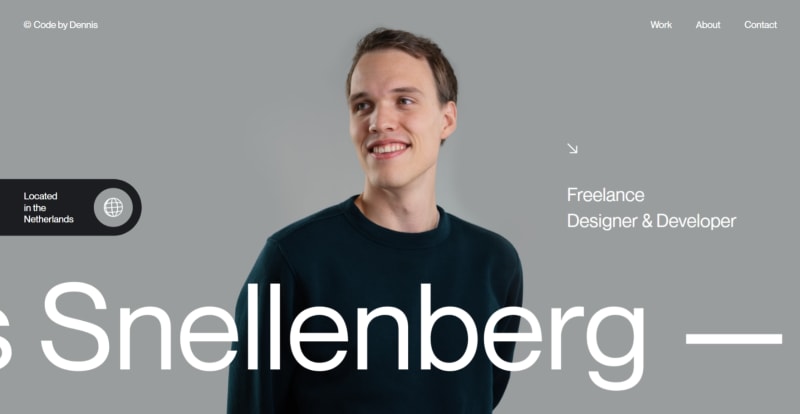 © Code by Dennis
Work
About
Contact
Located
in the
Netherlands
Freelance
Designer & Developer
Snellenberg —